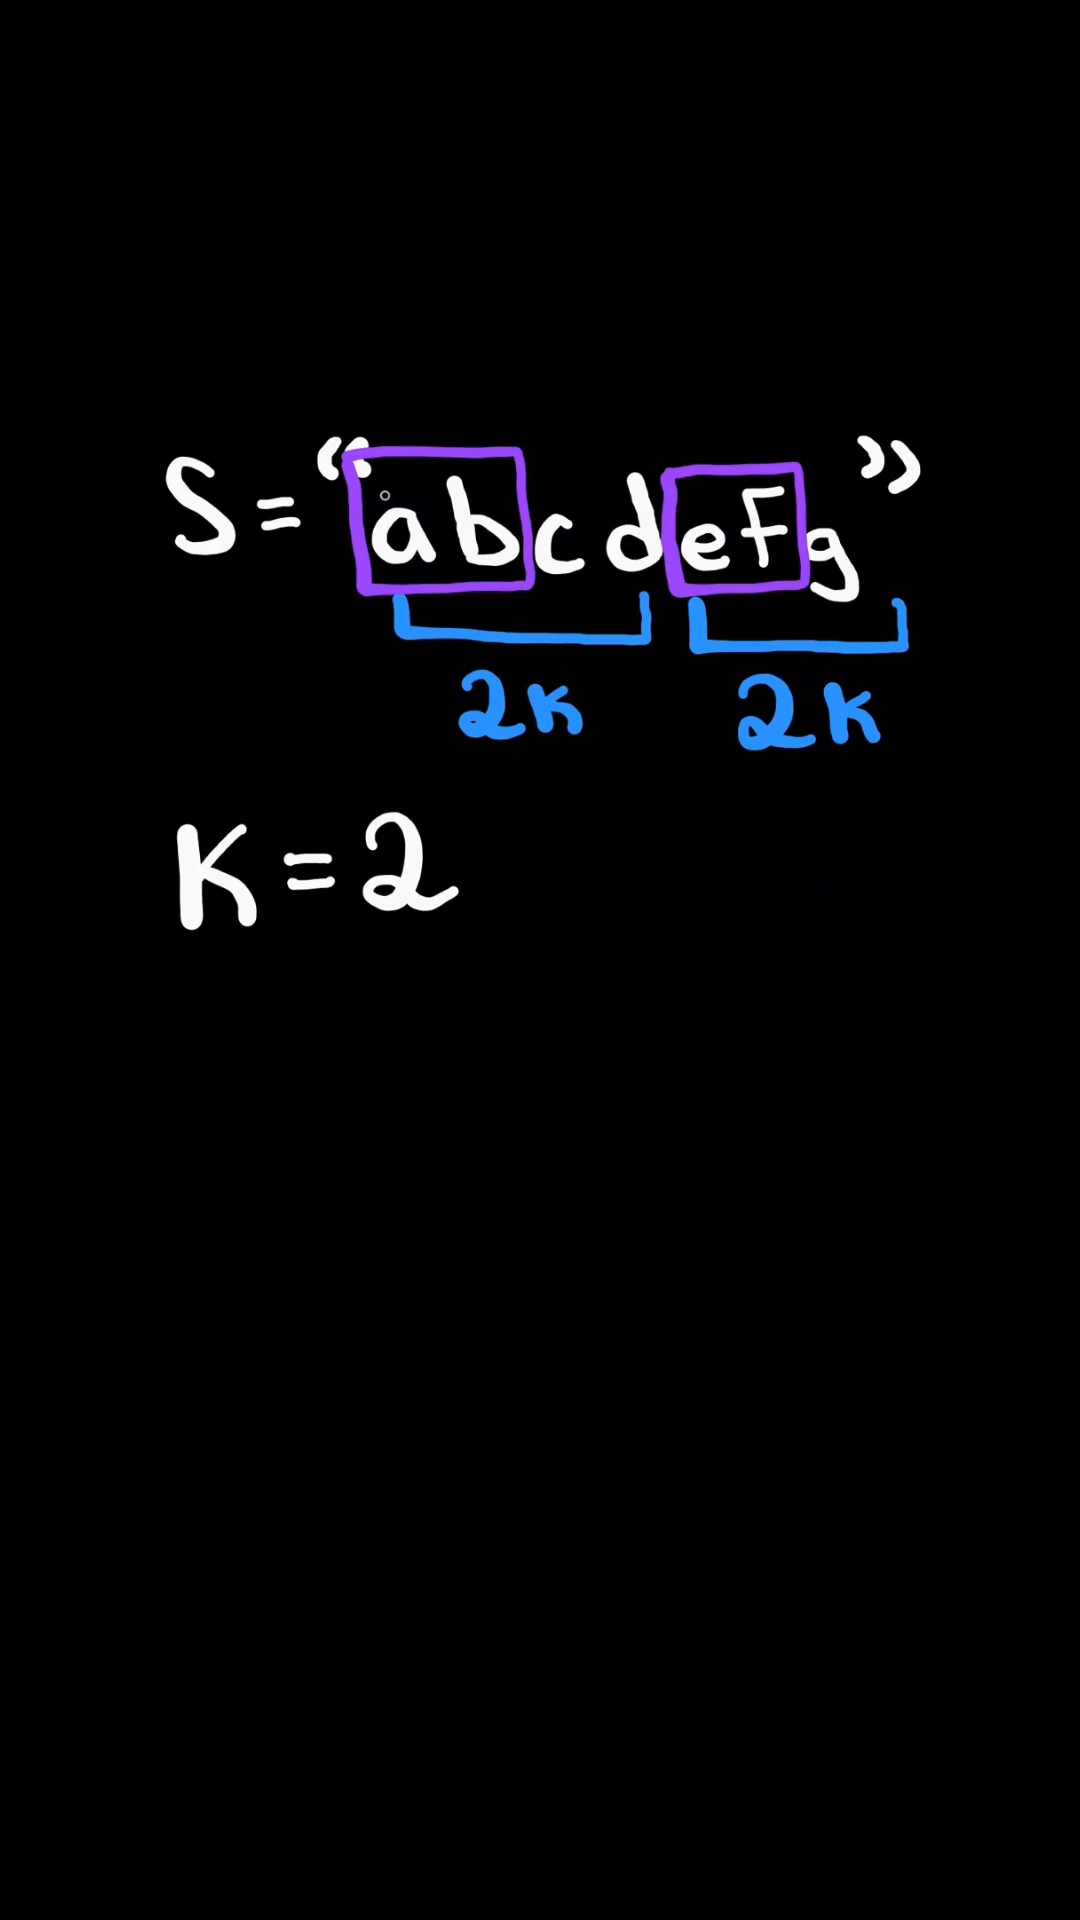 S = “abcdefg”
2K 2K
K = 2